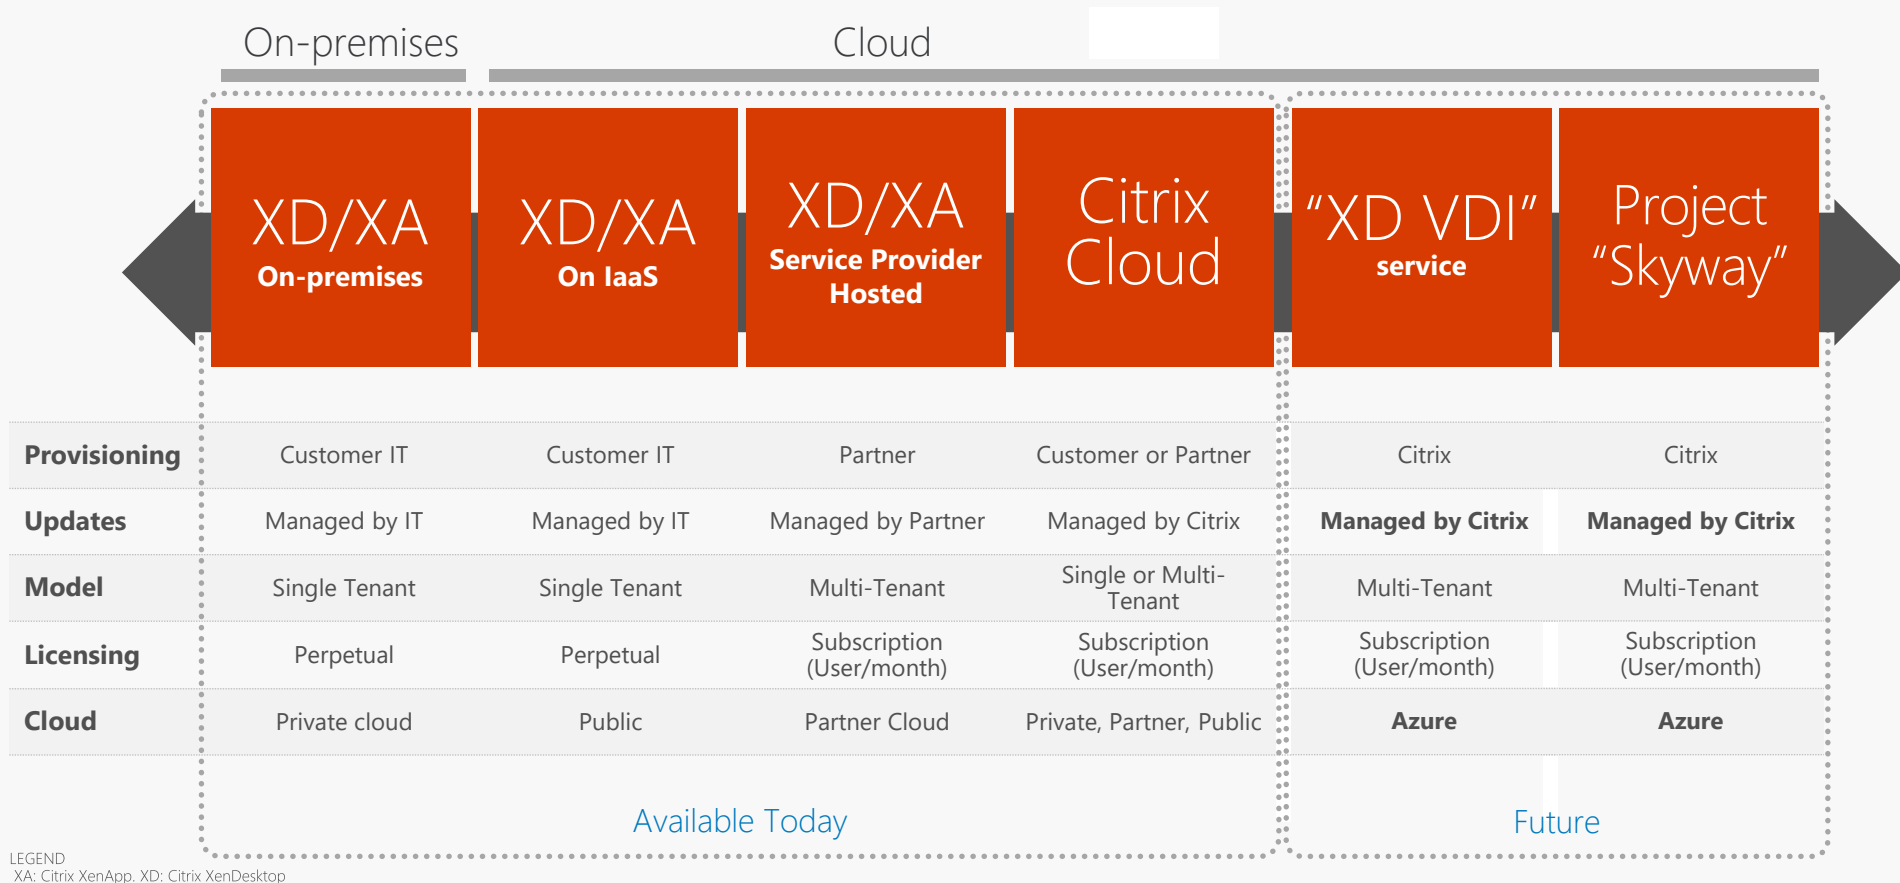 On-premises
Cloud
XD/XA
On-premises
XD/XA
On IaaS
XD/XA
Service Provider
Hosted
Citrix
Cloud
“XD VDI”
service
Project
“Skyway”
Provisioning
Customer IT
Customer IT
Partner
Customer or Partner
Citrix
Citrix
Updates
Managed by IT
Managed by IT
Managed by Partner
Managed by Citrix
Managed by Citrix
Managed by Citrix
Model
Single Tenant
Single Tenant
Multi-Tenant
Single or Multi-
Tenant
Multi-Tenant
Multi-Tenant
Licensing
Perpetual
Perpetual
Subscription
(User/month)
Subscription
(User/month)
Subscription
(User/month)
Subscription
(User/month)
Cloud
Private cloud
Public
Partner Cloud
Private, Partner, Public
Azure
Azure
Available Today
Future
LEGEND
XA: Citrix XenApp. XD: Citrix XenDesktop